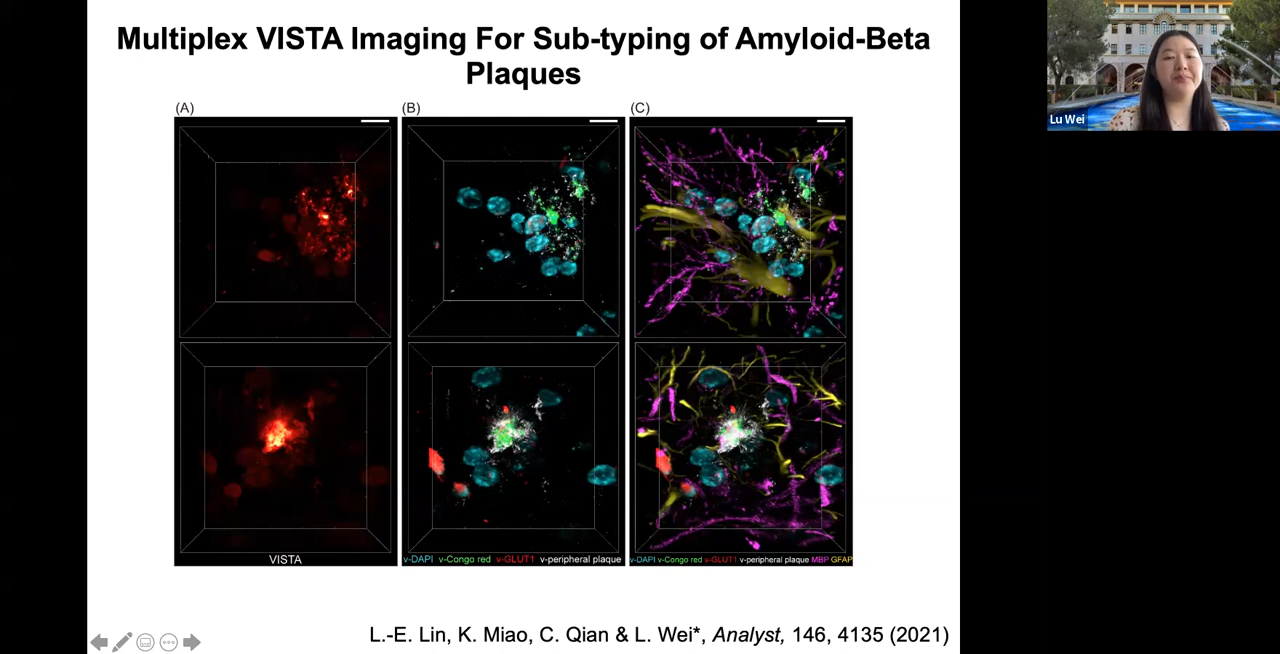 Multiplex VISTA Imaging For Sub-typing of Amyloid-Beta
Plaques
Lu Wei
(A)
(B)
(C)
VISTA
v-DAPI v-Congo red v-GLUT1 v-peripheral plaque
v-DAPI v-Congo red v-GLUT1 v-peripheral plaque MBP GFAP
L.-E. Lin, K. Miao, C. Qian & L. Wei*, Analyst, 146, 4135 (2021)